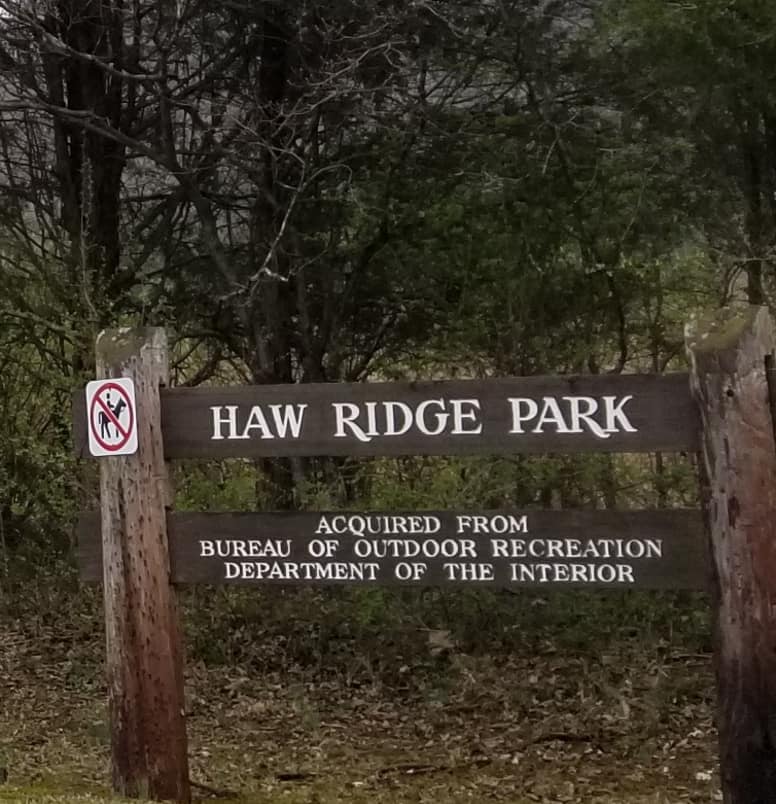 HAW RIDGE PARK
ACQUIRED FROM
BUREAU OF OUTDOOR RECREATION
DEPARTMENT OF THE INTERIOR